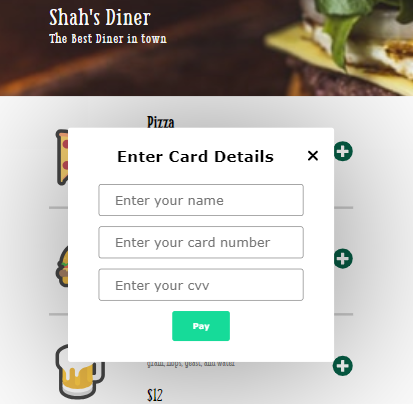 Shah's Diner
The Best Diner in town
Pizza
Enter Card Details
Enter your name
Enter your card number
Enter your cvv
Pay
grain, hops, yeast, and water
$12